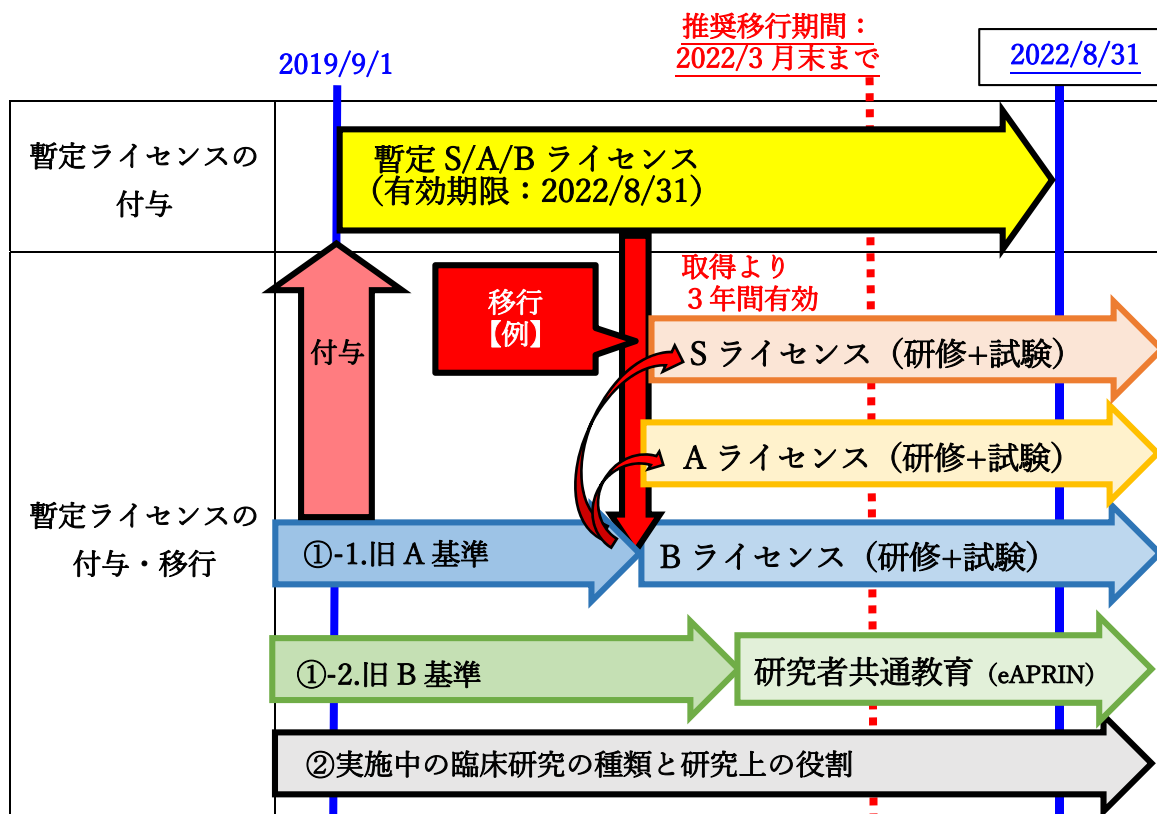 2019/9/1
推奨移行期間：
2022/3 月末まで
2022/8/31
暫定ライセンスの
付与
暫定 S/A/B ライセンス
（有効期限：2022/8/31）
付与
移行
【例】
取得より
３年間有効
S ライセンス（研修+試験）
A ライセンス（研修+試験）
暫定ライセンスの
付与・移行
①-1.旧 A 基準
B ライセンス（研修+試験）
①-2.旧 B 基準
研究者共通教育（eAPRIN）
②実施中の臨床研究の種類と研究上の役割